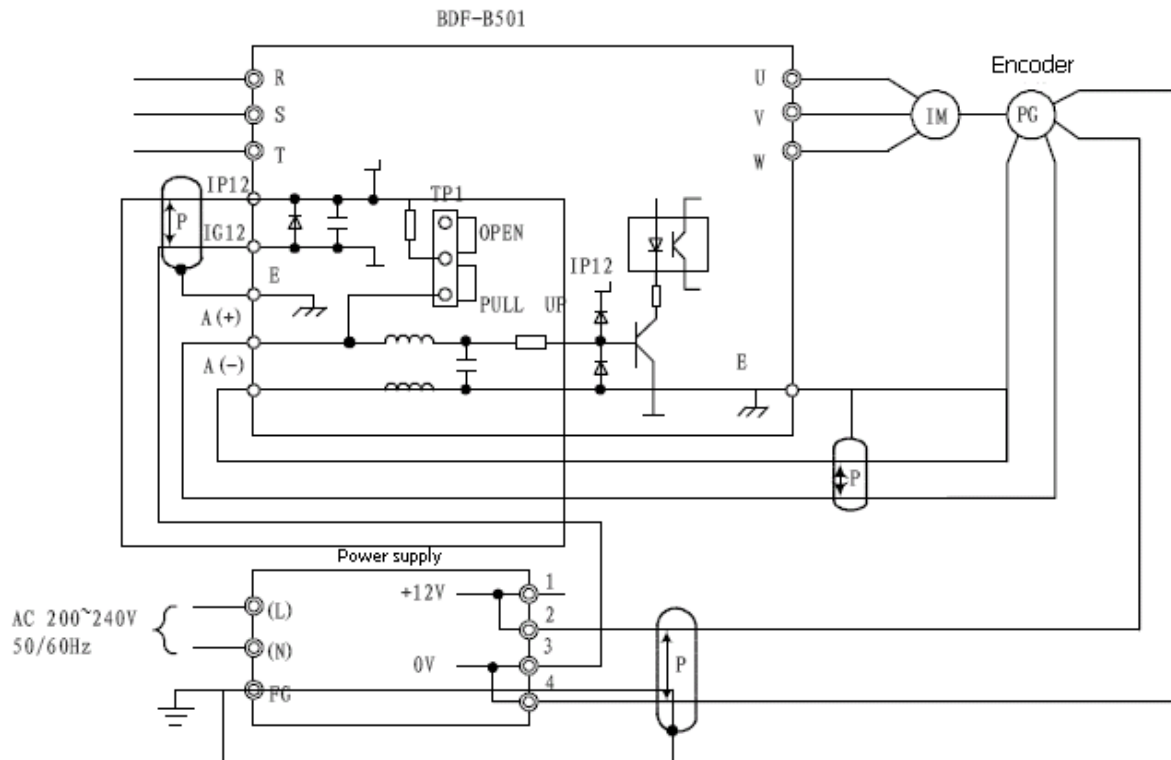 BDF-B501
Encoder
R
U
S
V
IM
PG
T
W
IP12
TP1
P
OPEN
IG12
IP12
E
PULL UP
A(+)
A(-)
E
P
Power supply
+12V
1
AC 200~240V
50/60Hz
(L)
2
(N)
3
0V
P
4
FG